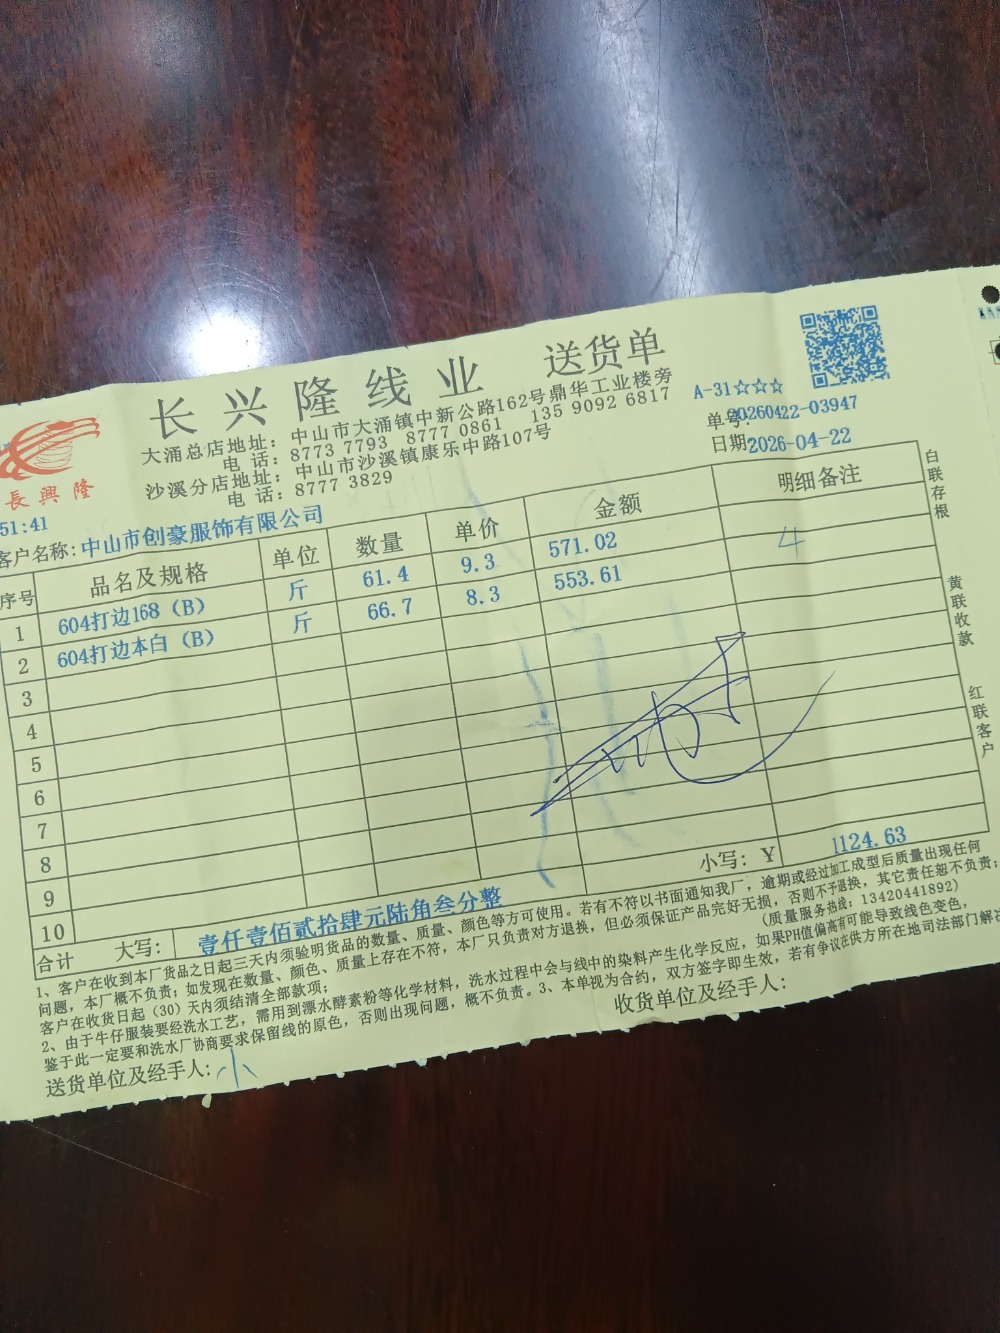 长兴隆线业 送货单
大涌总店地址：中山市大涌镇中新公路162号鼎华工业楼旁
电 话：8773 7793 8777 0861 135 9092 6817
沙溪分店地址：中山市沙溪镇康乐中路107号
电 话：8777 3829
長興隆
A-31☆☆☆
单号：20260422-03947
日期：2026-04-22
51:41
客户名称：中山市创豪服饰有限公司
序号 品名及规格 单位 数量 单价 金额 明细备注
1 604打边168（B） 斤 61.4 9.3 571.02 4
2 604打边本白（B） 斤 66.7 8.3 553.61
3
4
5
6
7
8
9
10
合计 大写：壹仟壹佰贰拾肆元陆角叁分整 小写：￥ 1124.63
白联存根
黄联收款
红联客户
1、客户在收到本厂货品之日起三天内须验明货品的数量、质量、颜色等方可使用。若有不符以书面通知我厂，逾期或经过加工成型后质量出现任何
问题，本厂概不负责；如发现在数量、颜色、质量上存在不符，本厂只负责对方退换，但必须保证产品完好无损，否则不予退换，其它责任恕不负责；
客户在收货日起（30）天内须结清全部款项； (质量服务热线：13420441892)
2、由于牛仔服装要经洗水工艺，需用到漂水酵素粉等化学材料，洗水过程中会与线中的染料产生化学反应，如果PH值偏高有可能导致线色变色，
鉴于此一定要和洗水厂协商要求保留线的原色，否则出现问题，概不负责。3、本单视为合约，双方签字即生效，若有争议在供方所在地司法部门解决
送货单位及经手人：小 收货单位及经手人：